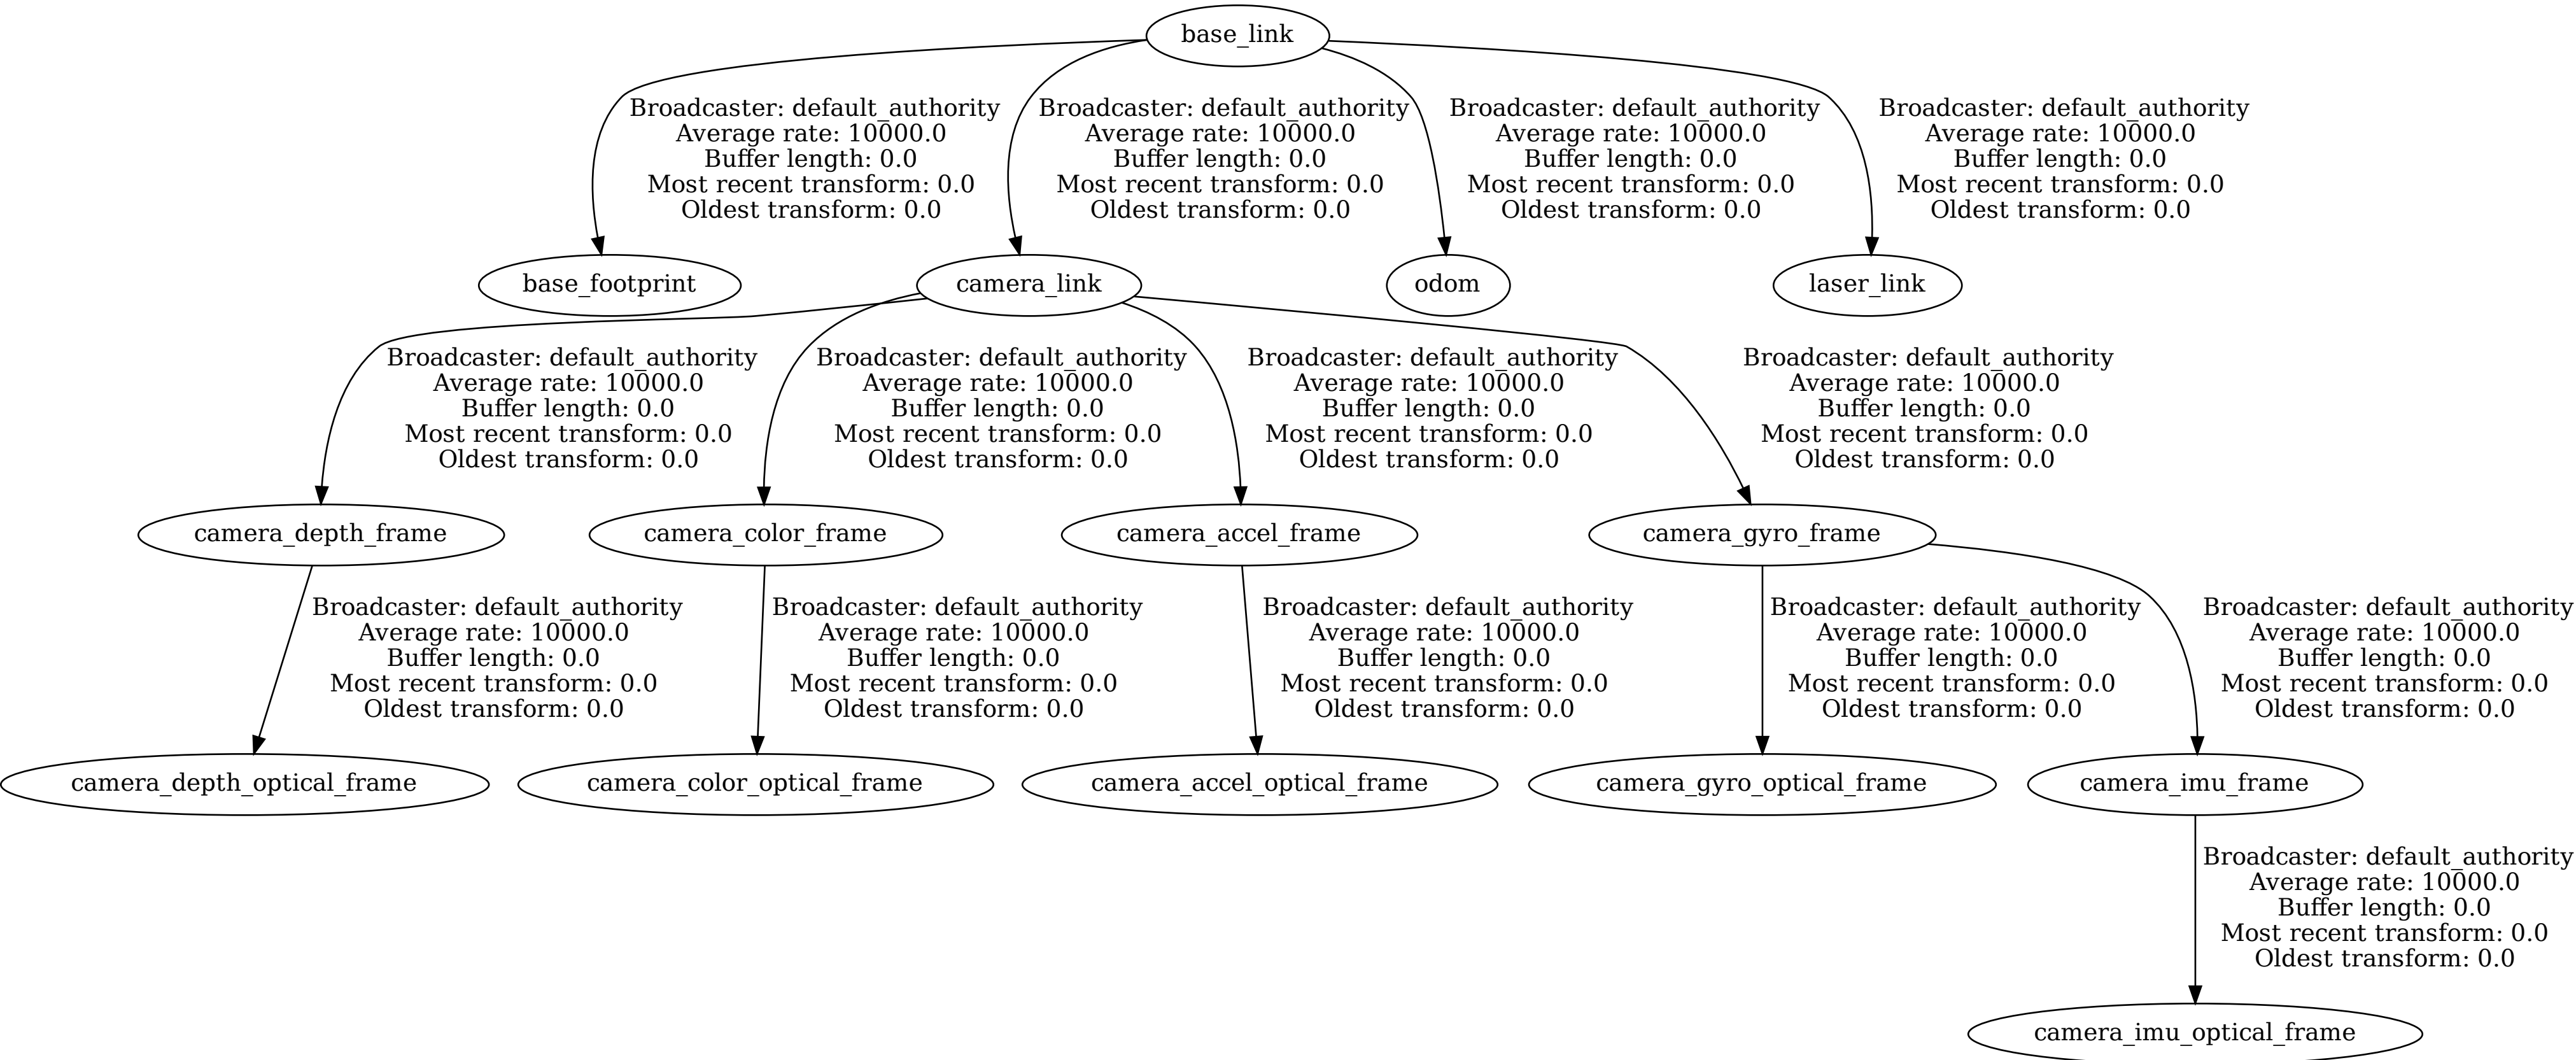 base_link
Broadcaster: default_authority
Average rate: 10000.0
Buffer length: 0.0
Most recent transform: 0.0
Oldest transform: 0.0
Broadcaster: default_authority
Average rate: 10000.0
Buffer length: 0.0
Most recent transform: 0.0
Oldest transform: 0.0
Broadcaster: default_authority
Average rate: 10000.0
Buffer length: 0.0
Most recent transform: 0.0
Oldest transform: 0.0
Broadcaster: default_authority
Average rate: 10000.0
Buffer length: 0.0
Most recent transform: 0.0
Oldest transform: 0.0
base_footprint
camera_link
odom
laser_link
Broadcaster: default_authority
Average rate: 10000.0
Buffer length: 0.0
Most recent transform: 0.0
Oldest transform: 0.0
Broadcaster: default_authority
Average rate: 10000.0
Buffer length: 0.0
Most recent transform: 0.0
Oldest transform: 0.0
Broadcaster: default_authority
Average rate: 10000.0
Buffer length: 0.0
Most recent transform: 0.0
Oldest transform: 0.0
Broadcaster: default_authority
Average rate: 10000.0
Buffer length: 0.0
Most recent transform: 0.0
Oldest transform: 0.0
camera_depth_frame
camera_color_frame
camera_accel_frame
camera_gyro_frame
Broadcaster: default_authority
Average rate: 10000.0
Buffer length: 0.0
Most recent transform: 0.0
Oldest transform: 0.0
Broadcaster: default_authority
Average rate: 10000.0
Buffer length: 0.0
Most recent transform: 0.0
Oldest transform: 0.0
Broadcaster: default_authority
Average rate: 10000.0
Buffer length: 0.0
Most recent transform: 0.0
Oldest transform: 0.0
Broadcaster: default_authority
Average rate: 10000.0
Buffer length: 0.0
Most recent transform: 0.0
Oldest transform: 0.0
Broadcaster: default_authority
Average rate: 10000.0
Buffer length: 0.0
Most recent transform: 0.0
Oldest transform: 0.0
camera_depth_optical_frame
camera_color_optical_frame
camera_accel_optical_frame
camera_gyro_optical_frame
camera_imu_frame
Broadcaster: default_authority
Average rate: 10000.0
Buffer length: 0.0
Most recent transform: 0.0
Oldest transform: 0.0
camera_imu_optical_frame